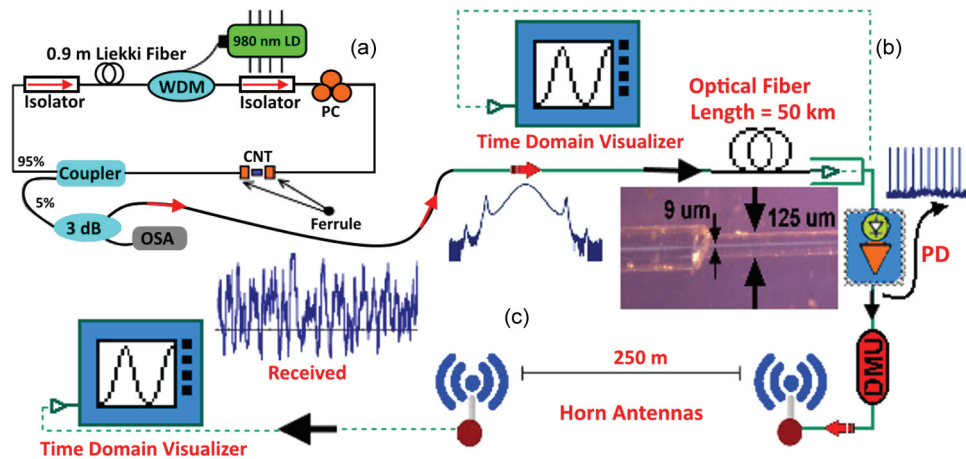 (a)
980 nm LD
0.9 m Liekki Fiber
WDM
Isolator
Isolator
PC
95%
Coupler
CNT
5%
Ferrule
3 dB
OSA
(b)
Optical Fiber
Length = 50 km
Time Domain Visualizer
9 um
125 um
PD
DMU
(c)
Received
250 m
Horn Antennas
Time Domain Visualizer